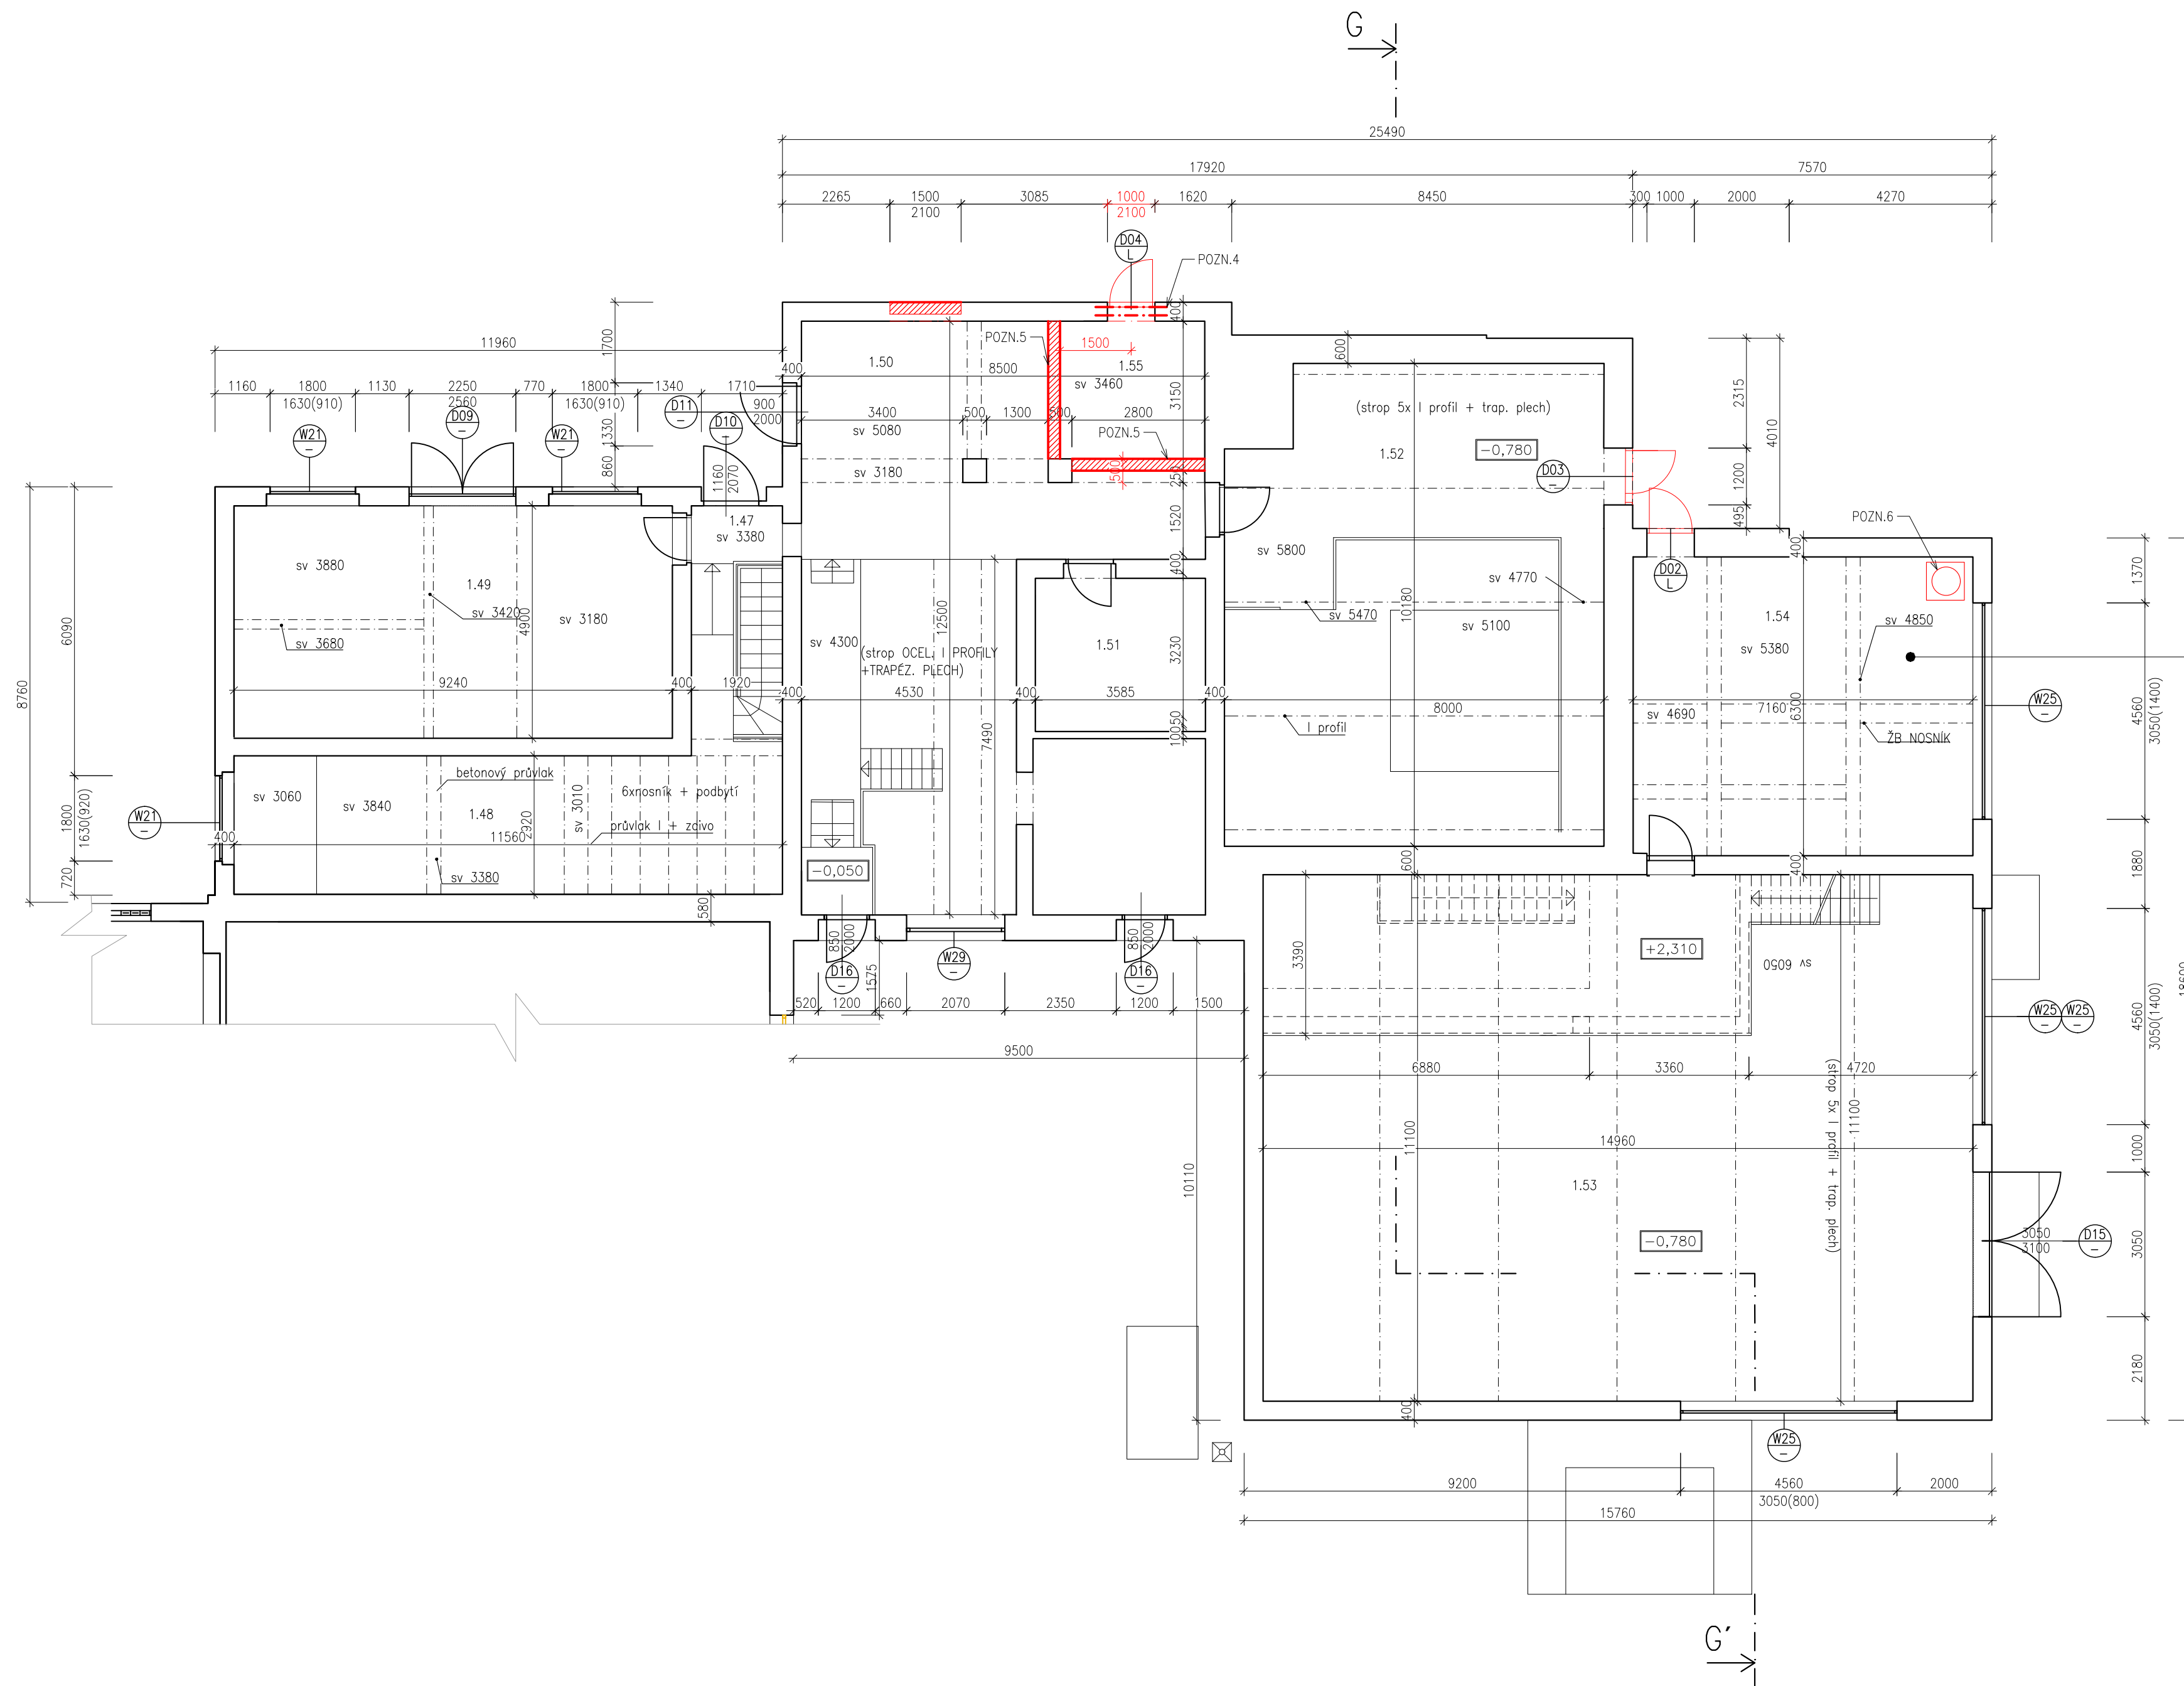 G
25490
17920
7570
2265
1500
3085
1000
1620
8450
300
1000
2000
4270
2100
2100
D04
L
POZN.4
11960
1700
POZN.5
1500
400
600
1.50
1.55
400
8500
sv 3460
3150
2315
4010
1160
1800
1130
2250
770
1800
1340
1710
1630(910)
2560
1630(910)
D11
–
900
2000
3400
500
1300
500
2800
(strop 5x I profil + trap. plech)
W21
–
D09
–
W21
–
D10
–
sv 5080
POZN.5
1.52
-0,780
1330
860
1160
2070
sv 3180
500
250
D03
–
1200
495
1.47
sv 3380
1520
400
sv 5800
POZN.6
400
sv 3880
1.49
sv 3420
4900
sv 3180
sv 3680
12500
sv 4300
(strop OCEL. I PROFILY
+TRAPÉZ. PLECH)
1.51
3230
sv 4770
sv 5470
10180
sv 5100
D02
L
1.54
sv 4850
sv 5380
1370
6090
8760
9240
400
1920
400
4530
400
3585
400
8000
sv 4690
7160
6300
W25
–
4560
3050(1400)
I profil
ŽB NOSNÍK
7490
150
100
betonový průvlak
sv 3060
sv 3840
1.48
2920
sv 3010
6xnosník + podbytí
průvlak I + zdivo
W21
–
1800
1630(920)
400
11560
720
sv 3380
-0,050
600
400
1880
580
850
2000
D16
–
1575
W29
–
850
2000
D16
–
3390
+2,310
sv 6050
520
1200
660
2070
2350
1200
1500
W25
–
W25
–
4560
3050(1400)
18600
9500
6880
3360
4720
(strop 5x I profil + trap. plech)
11100
11100
14960
1000
1.53
10110
-0,780
3050
3100
D15
–
3050
2180
400
W25
–
9200
4560
2000
3050(800)
15760
G'